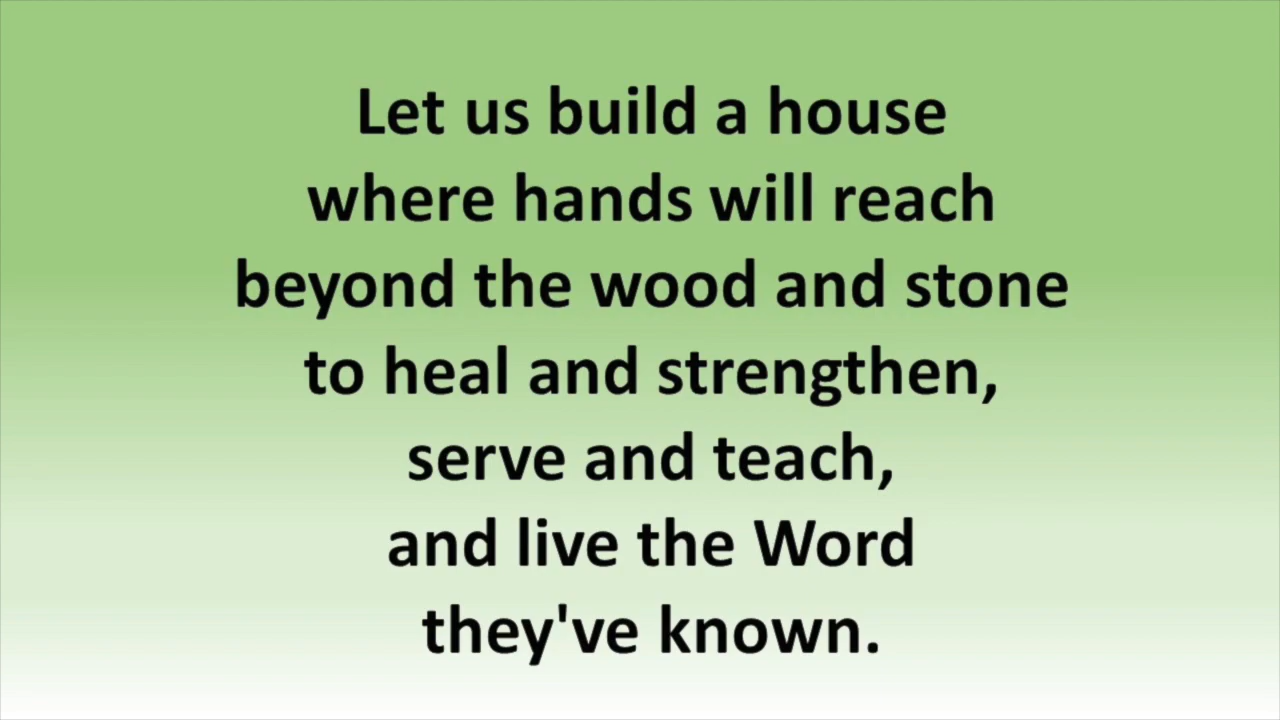 Let us build a house
where hands will reach
beyond the wood and stone
to heal and strengthen,
serve and teach,
and live the Word
they've known.